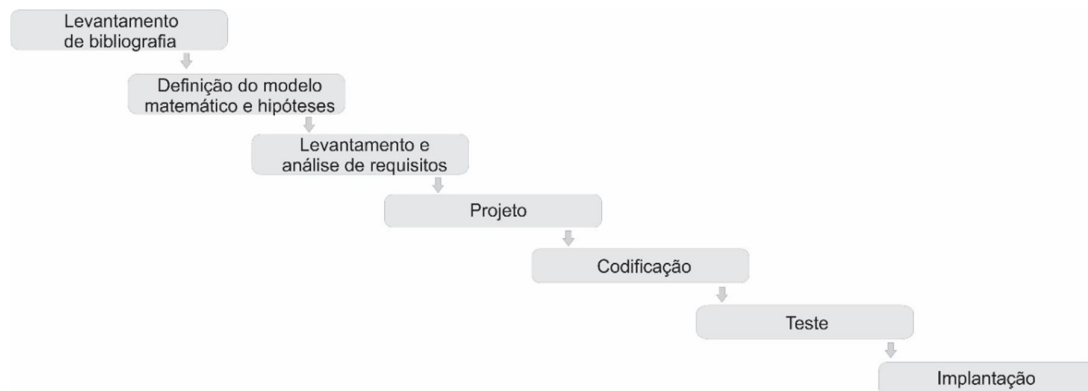 Levantamento
de bibliografia
Definição do modelo
matemático e hipóteses
Levantamento e
análise de requisitos
Projeto
Codificação
Teste
Implantação